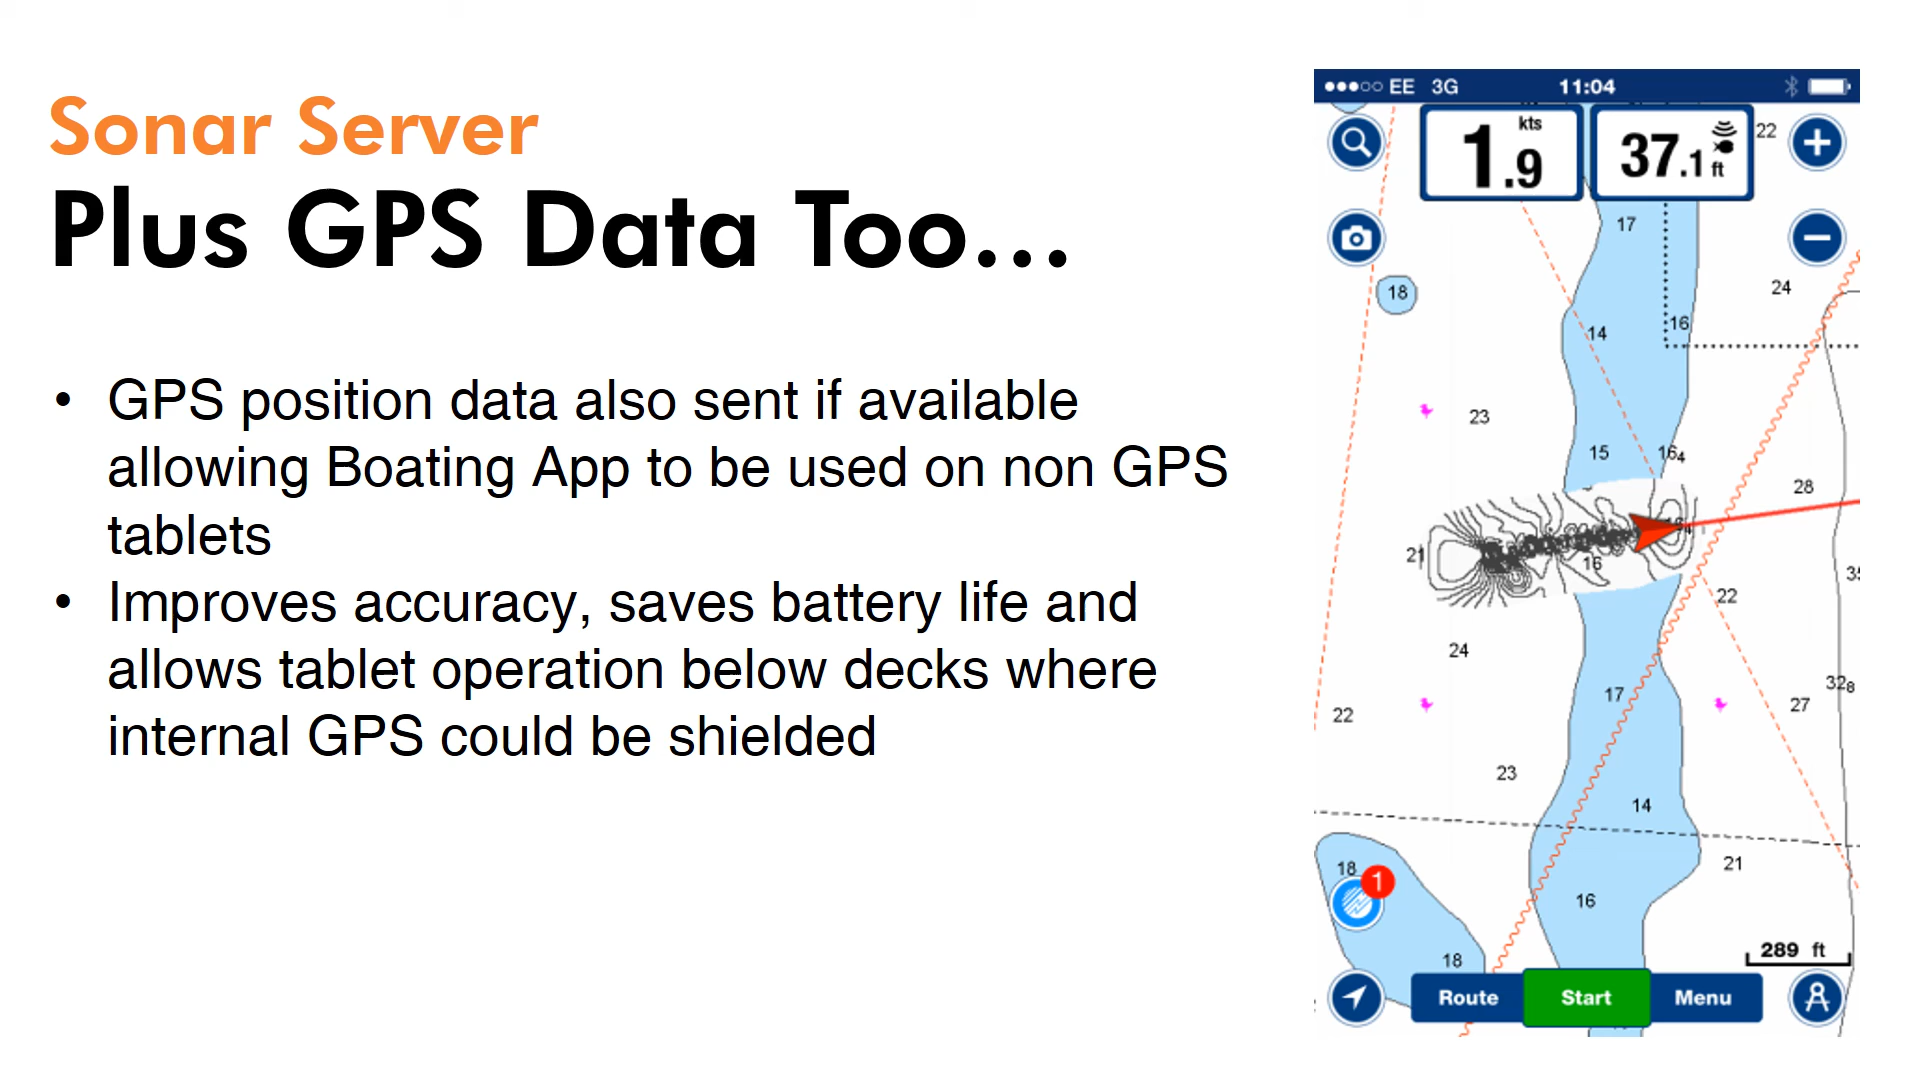 Sonar Server
Plus GPS Data Too...
• GPS position data also sent if available
allowing Boating App to be used on non GPS
tablets
• Improves accuracy, saves battery life and
allows tablet operation below decks where
internal GPS could be shielded
EE 3G 11:04
1.9 kts
37.1 ft
22
17
18
24
14
16
23
15
16₄
28
21
16
22
24
17
32₈
27
22
23
14
21
18
1
16
18
289 ft
Route Start Menu